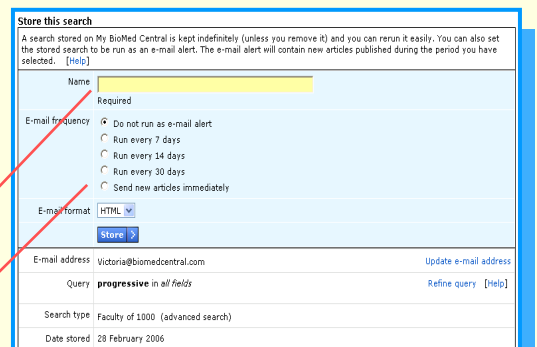 Store this search
A search stored on My BioMed Central is kept indefinitely (unless you remove it) and you can rerun it easily. You can also set
the stored search to be run as an e-mail alert. The e-mail alert will contain new articles published during the period you have
selected. [Help]
Name
Required
E-mail frequency
Do not run as e-mail alert
Run every 7 days
Run every 14 days
Run every 30 days
Send new articles immediately
E-mail format HTML
Store >
E-mail address Victoria@biomedcentral.com Update e-mail address
Query progressive in all fields Refine query [Help]
Search type Faculty of 1000 (advanced search)
Date stored 28 February 2006